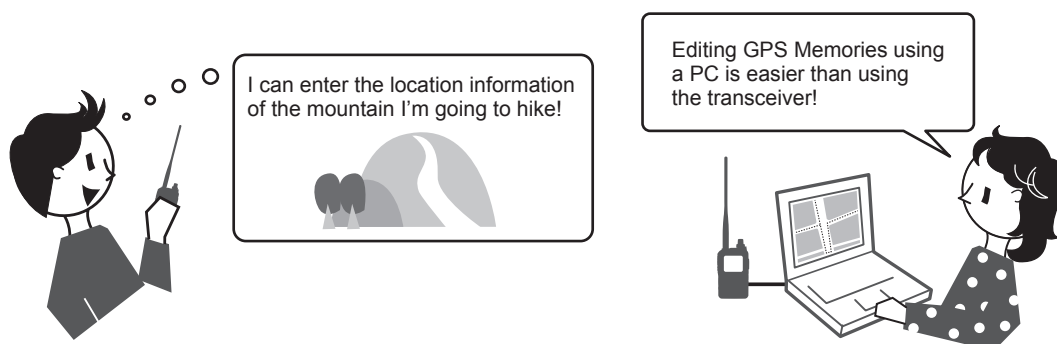 I can enter the location information
of the mountain I'm going to hike!
Editing GPS Memories using
a PC is easier than using
the transceiver!